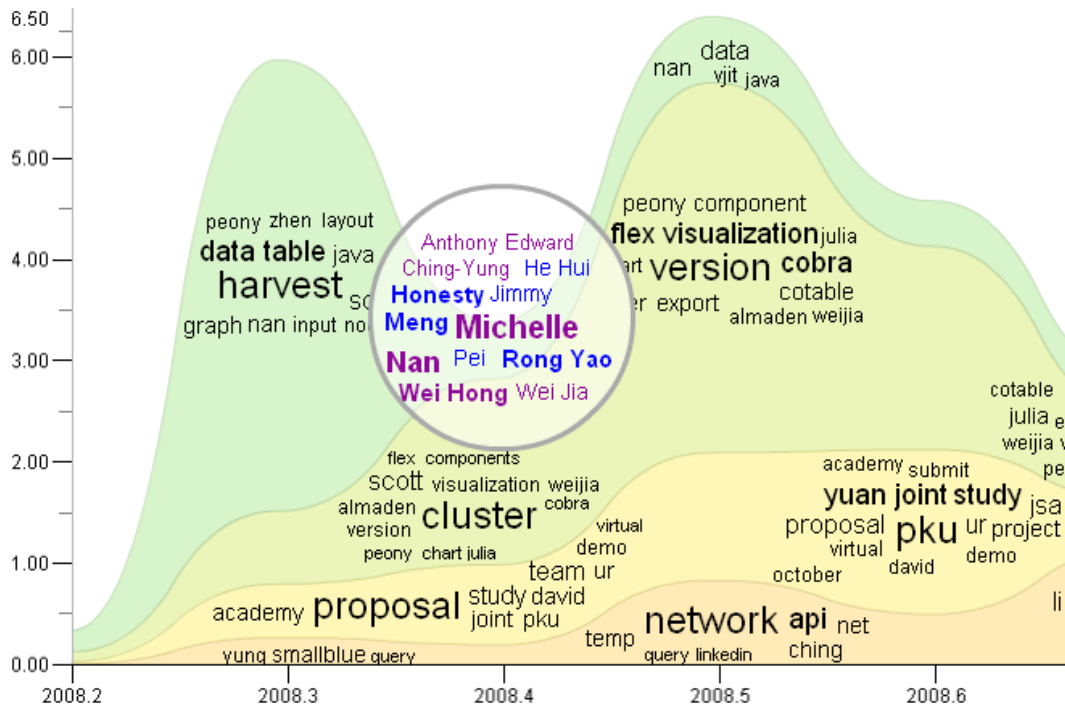 6.50
6.00
5.00
4.00
3.00
2.00
1.00
0.00
2008.2
2008.3
2008.4
2008.5
2008.6
peony zhen layout
data table java
harvest
graph nan input
Anthony Edward
Ching-Yung He Hui
Honesty Jimmy
Meng Michelle
Nan Pei Rong Yao
Wei Hong Wei Jia
data
nan vjit java
peony component
flex visualization julia
version cobra
export cotable
almaden weijia
flex components
scott visualization weijia
almaden cluster cobra
version
peony chart julia
virtual
demo
team ur
academy proposal study david
joint pku
yung smallblue query
temp network api net
query linkedin ching
cotable
julia
weijia
academy submit
yuan joint study jsa
proposal pku ur project
virtual david demo
october